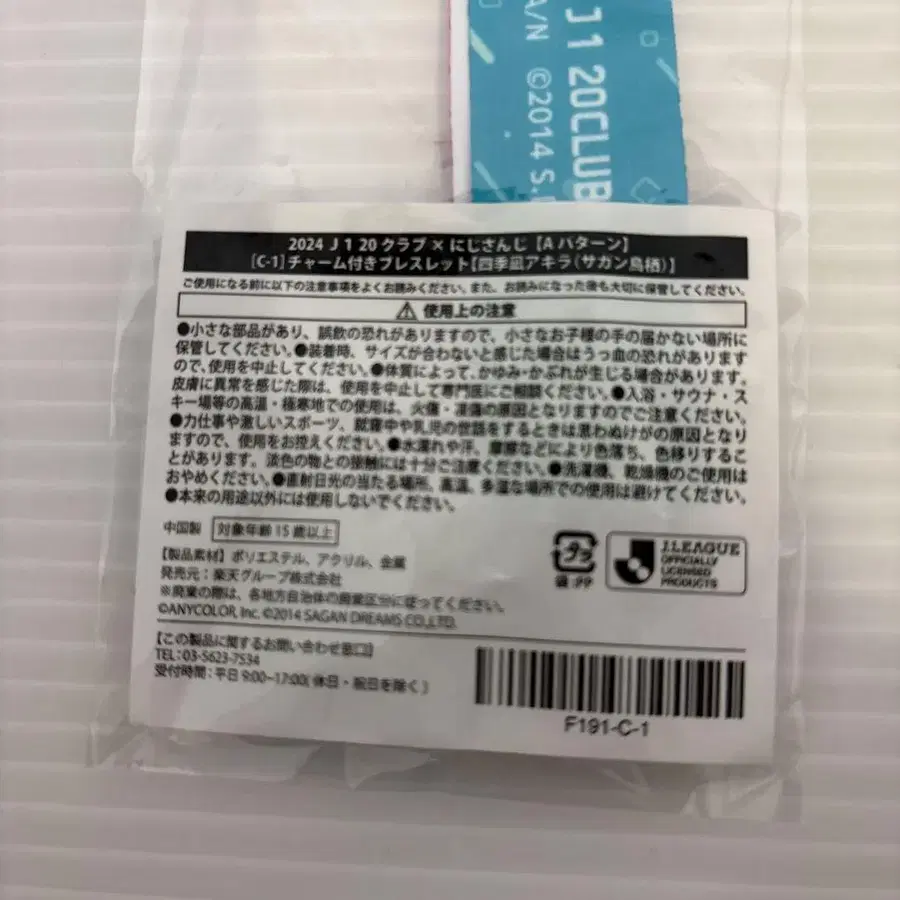 J1 20CLUB
A/N ©2014 S.
2024 J1 20クラブ×にじさんじ【Aパターン】
[C-1]チャーム付きブレスレット【四季凪アキラ(サガン鳥栖)】
ご使用になる前に以下の注意事項をよくお読みください。また、お読みになった後も大切に保管してください。
⚠ 使用上の注意
●小さな部品があり、誤飲の恐れがありますので、小さなお子様の手の届かない場所に
保管してください。●装着時、サイズが合わないと感じた場合はうっ血の恐れがあります
ので、使用を中止してください。●体質によって、かゆみ・かぶれが生じる場合があります。
皮膚に異常を感じた際は、使用を中止して専門医にご相談ください。●入浴・サウナ・ス
キー場等の高温・極寒地での使用は、火傷・凍傷の原因となりますのでご注意ください。
●力仕事や激しいスポーツ、就寝中や乳児の世話をするときは思わぬけがの原因となり
ますので、使用をお控えください。●水濡れや汗、摩擦などにより色落ち、色移りするこ
とがあります。淡色の物との接触には十分ご注意ください。●洗濯機、乾燥機のご使用は
おやめください。●直射日光の当たる場所、高温、多湿な場所での使用は避けてください。
●本来の用途以外には使用しないでください。
中国製 対象年齢15歳以上
【製品素材】ポリエステル、アクリル、金属
発売元：楽天グループ株式会社
※廃棄の際は、各地方自治体の廃棄区分に従ってください。
©ANYCOLOR, Inc. ©2014 SAGAN DREAMS CO.,LTD.
プラ
袋:PP
J.LEAGUE
OFFICIALLY
LICENSED
PRODUCTS
【この製品に関するお問い合わせ窓口】
TEL：03-5623-7534
受付時間：平日 9:00~17:00(休日・祝日を除く)
F191-C-1